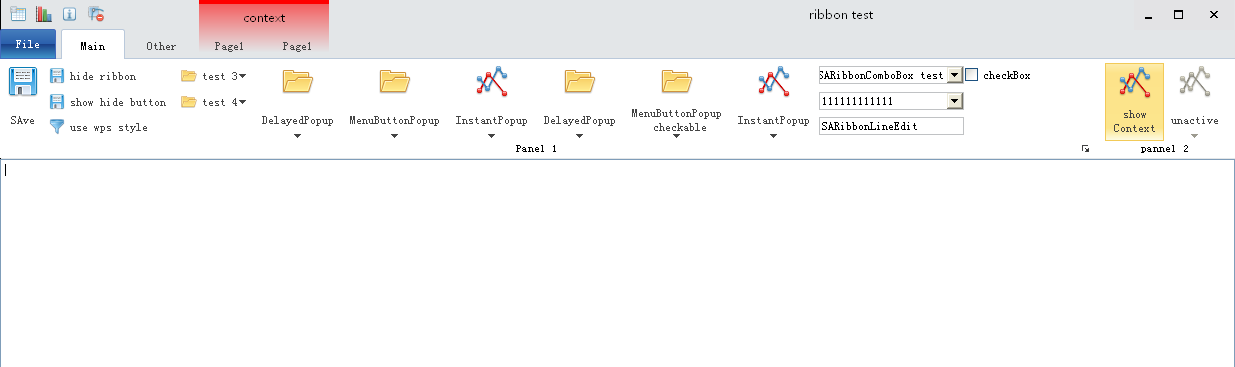 context
ribbon test
File
Main
Other
Page1
Page1
SAve
hide ribbon
show hide button
use wps style
test 3
test 4
DelayedPopup
MenuButtonPopup
InstantPopup
DelayedPopup
MenuButtonPopup
checkable
InstantPopup
SARibbonComboBox test
111111111111
SARibbonLineEdit
checkBox
show
Context
unactive
Panel 1
pannel 2